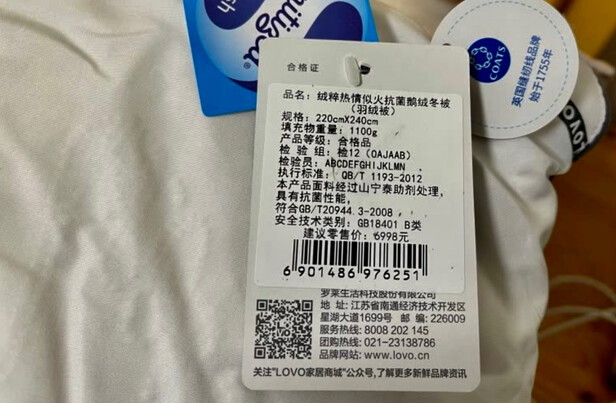 合格证
品名：绒粹热情似火抗菌鹅绒冬被
（羽绒被）
规格：220cmX240cm
填充物重量：1100g
产品等级：合格品
检 验 组：检12（OAJAAB）
检验员：ABCDEFGHIJKLMN
执行标准：QB/T 1193-2012
本产品面料经过山宁泰助剂处理，
具有抗菌性能，
符合GB/T20944.3-2008，
安全技术类别：GB18401 B类
建议零售价：6998元
6 901486 976251
罗莱生活科技股份有限公司
地 址：江苏省南通经济技术开发区
星湖大道1699号 邮 编：226009
服务热线：8008 202 145
团购热线：021-23138786
品牌网站：www.lovo.cn
关注"LOVO家居商城"公众号,了解更多新鲜品牌资讯
COATS
英国缝纫线品牌
始于1755年
LOVO